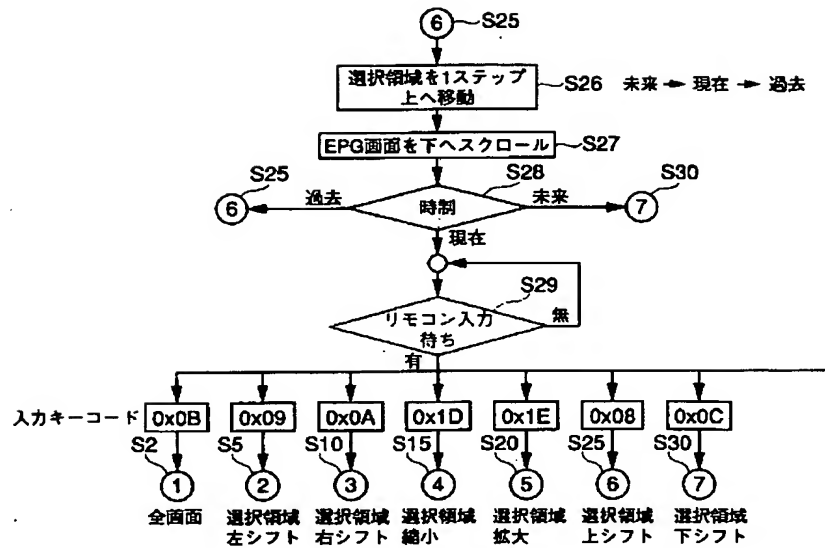 6 S25
選択領域を1ステップ
上へ移動
S26 未来 → 現在 → 過去
EPG画面を下へスクロール S27
S25 S28 S30
6 過去 時制 未来 7
現在
S29
リモコン入力
待ち
無
有
入力キーコード 0x0B 0x09 0x0A 0x1D 0x1E 0x08 0x0C
S2 S5 S10 S15 S20 S25 S30
1 2 3 4 5 6 7
全画面 選択領域 選択領域 選択領域 選択領域 選択領域 選択領域
左シフト 右シフト 縮小 拡大 上シフト 下シフト